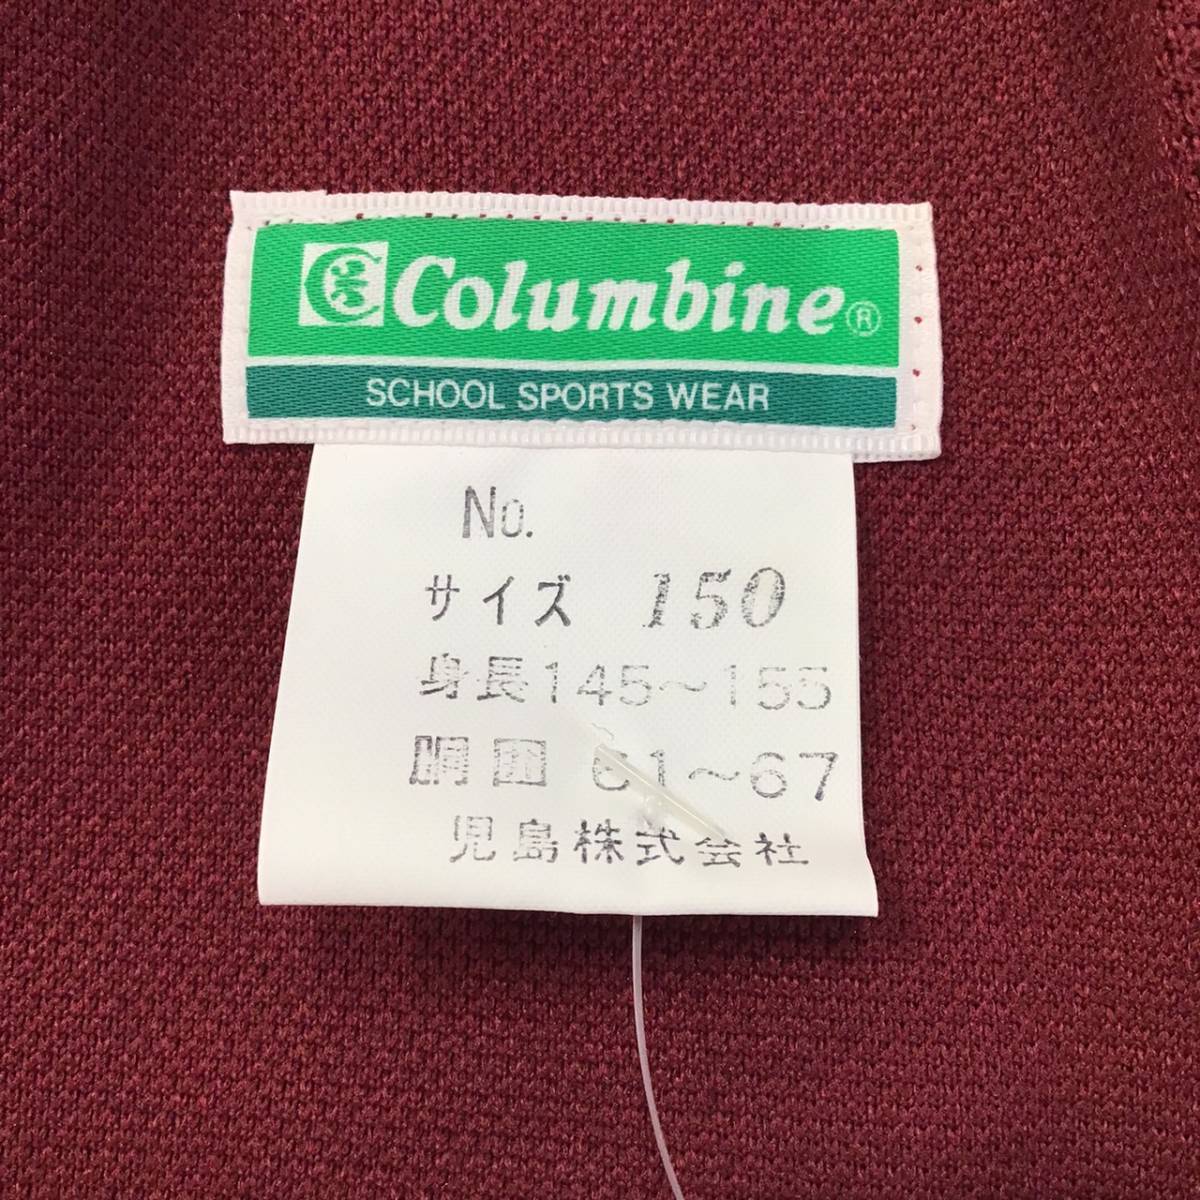 Columbine®
SCHOOL SPORTS WEAR
No.
サイズ 150
身長145～155
胴囲 61～67
児島株式会社